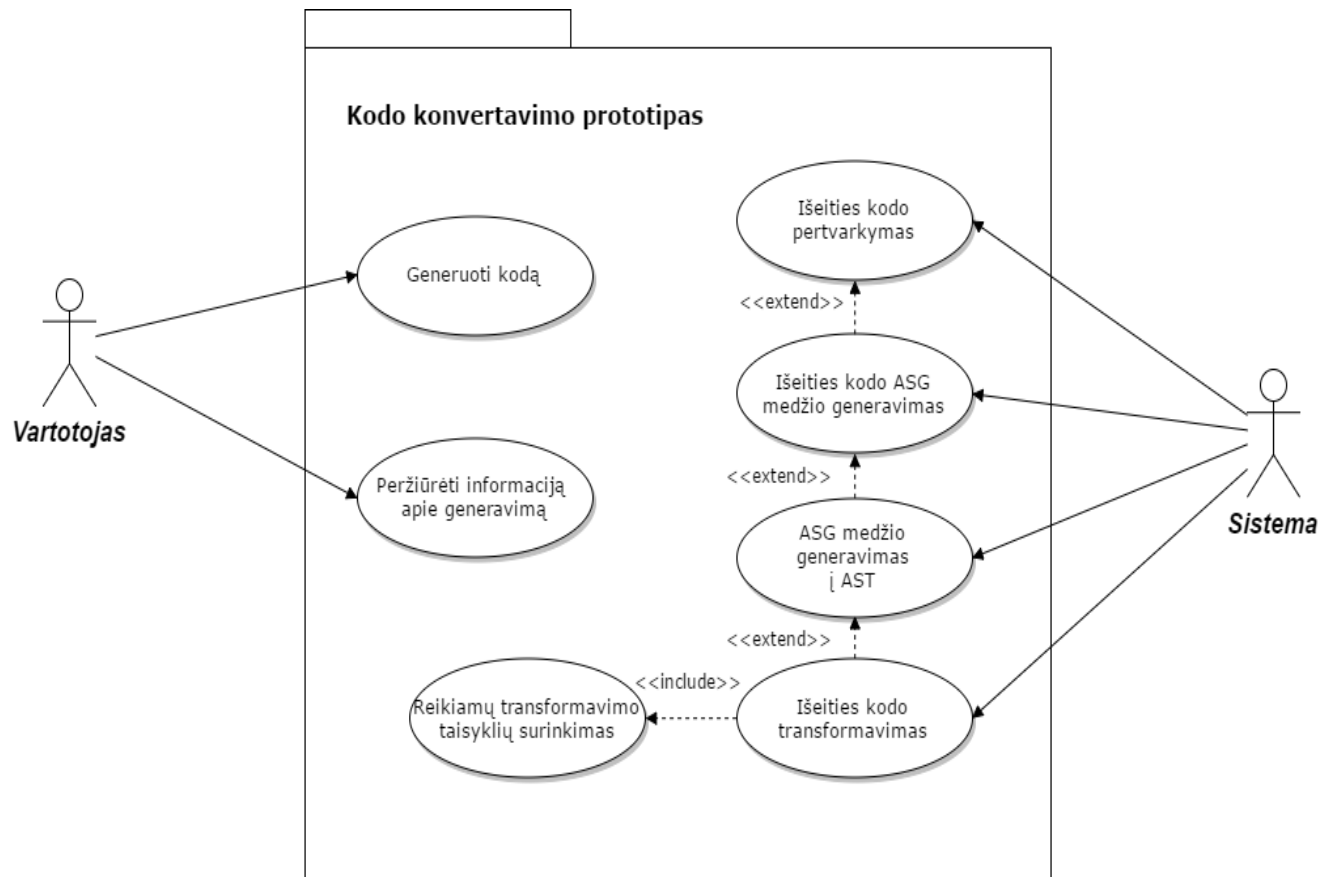 Kodo konvertavimo prototipas
Išeities kodo
pertvarkymas
Generuoti kodą
<<extend>>
Išeities kodo ASG
medžio generavimas
Vartotojas
Peržiūrėti informaciją
apie generavimą
<<extend>>
ASG medžio
generavimas
į AST
Sistema
<<extend>>
<<include>>
Reikiamų transformavimo
taisyklių surinkimas
Išeities kodo
transformavimas